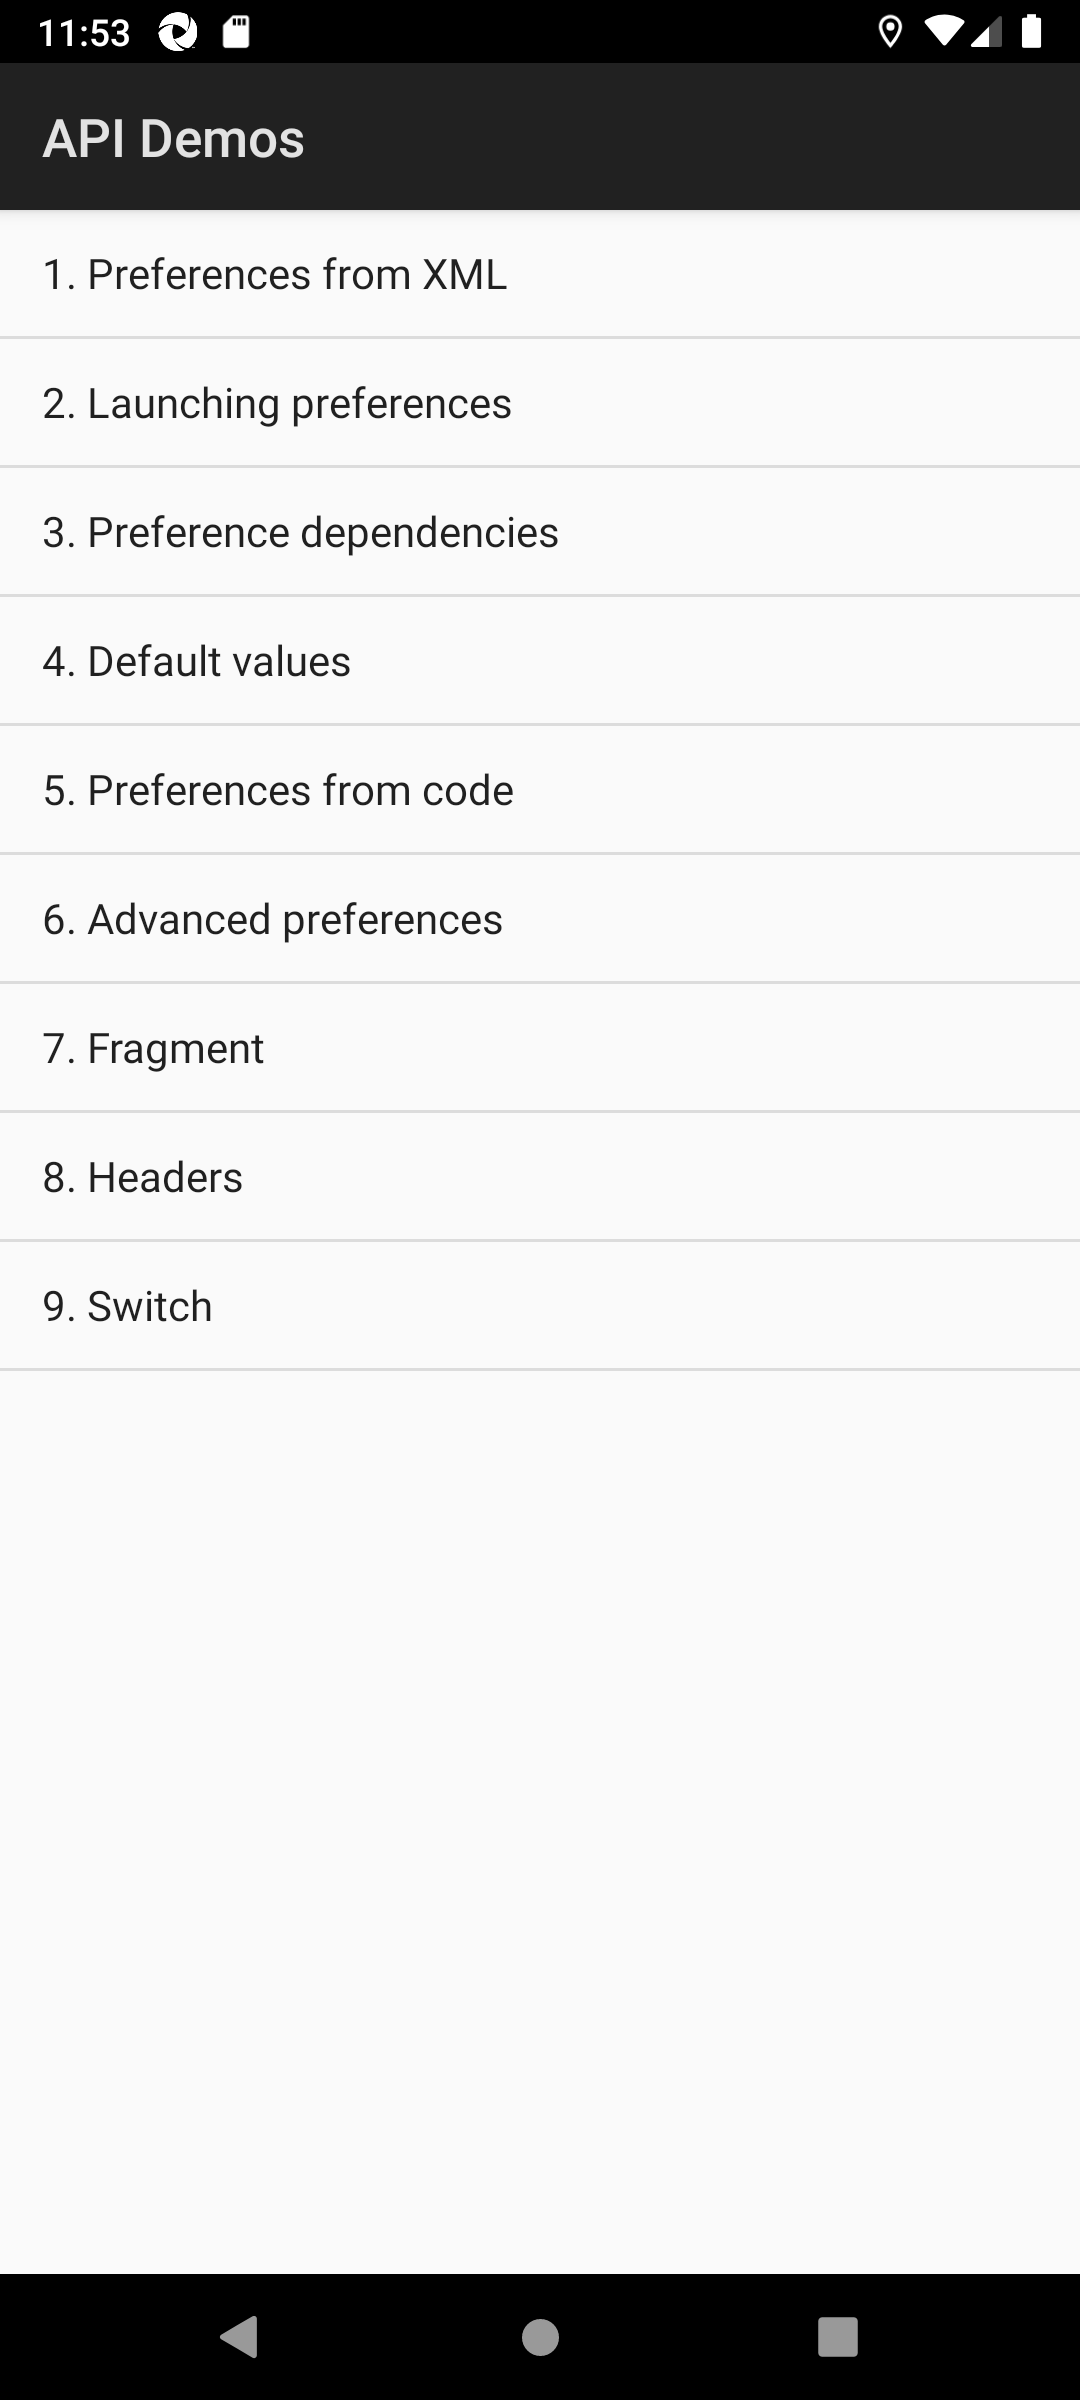 11:53
API Demos
1. Preferences from XML
2. Launching preferences
3. Preference dependencies
4. Default values
5. Preferences from code
6. Advanced preferences
7. Fragment
8. Headers
9. Switch